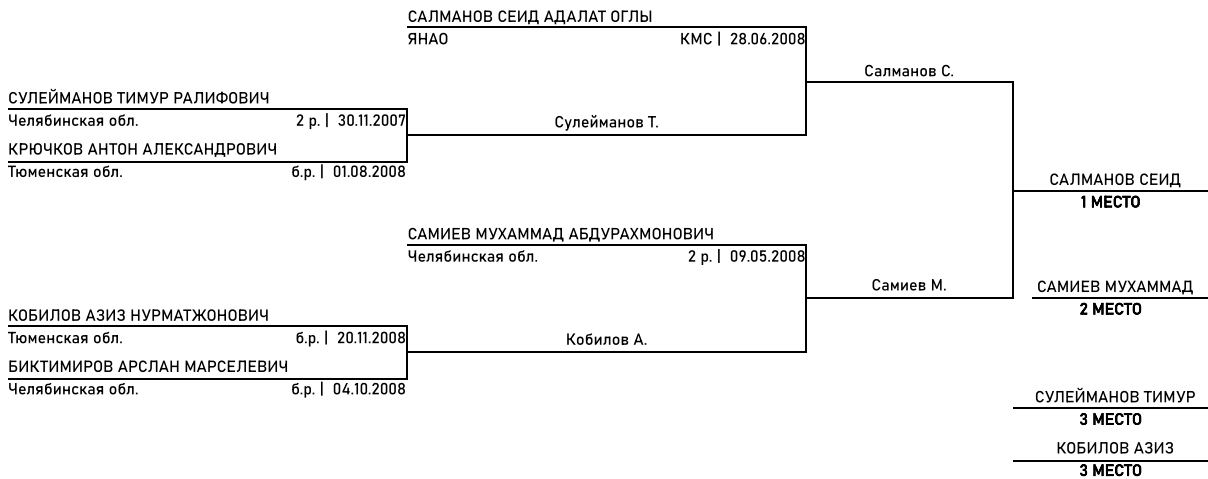 САЛМАНОВ СЕИД АДАЛАТ ОГЛЫ
ЯНАО КМС | 28.06.2008
Салманов С.
СУЛЕЙМАНОВ ТИМУР РАЛИФОВИЧ
Челябинская обл. 2 р. | 30.11.2007
Сулейманов Т.
КРЮЧКОВ АНТОН АЛЕКСАНДРОВИЧ
Тюменская обл. б.р. | 01.08.2008
САЛМАНОВ СЕИД
1 МЕСТО
САМИЕВ МУХАММАД АБДУРАХМОНОВИЧ
Челябинская обл. 2 р. | 09.05.2008
Самиев М.
САМИЕВ МУХАММАД
2 МЕСТО
КОБИЛОВ АЗИЗ НУРМАТЖОНОВИЧ
Тюменская обл. б.р. | 20.11.2008
Кобилов А.
БИКТИМИРОВ АРСЛАН МАРСЕЛЕВИЧ
Челябинская обл. б.р. | 04.10.2008
СУЛЕЙМАНОВ ТИМУР
3 МЕСТО
КОБИЛОВ АЗИЗ
3 МЕСТО